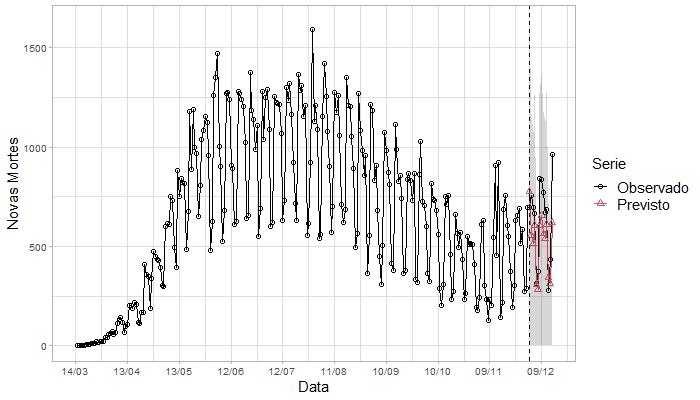 Novas Mortes
1500
1000
500
0
14/03 13/04 13/05 12/06 12/07 11/08 10/09 10/10 09/11 09/12
Data
Serie
Observado
Previsto